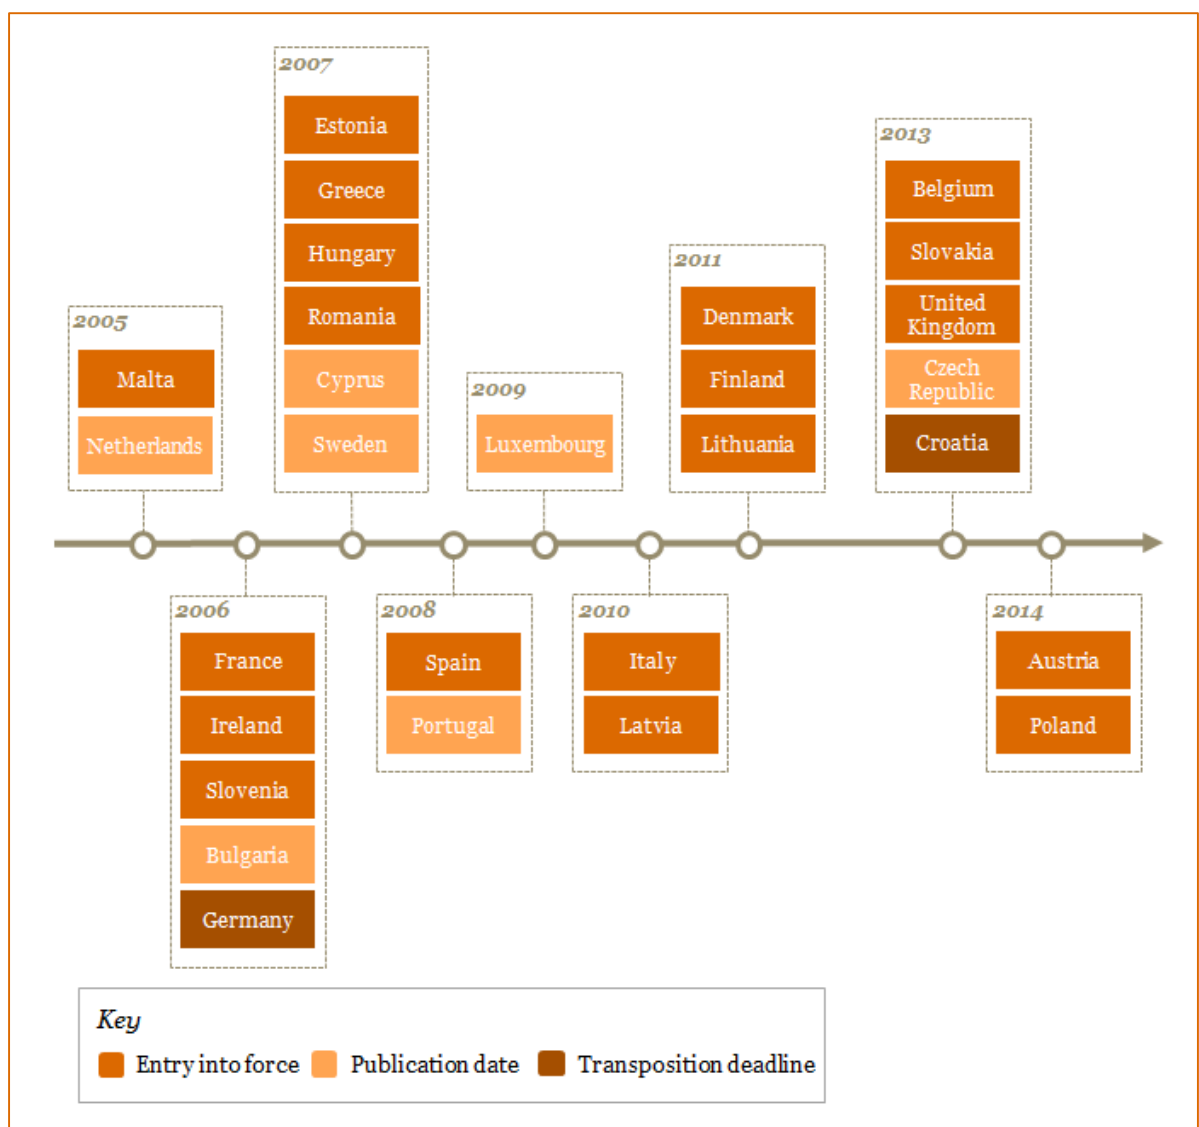 2005
Malta
Netherlands
2006
France
Ireland
Slovenia
Bulgaria
Germany
2007
Estonia
Greece
Hungary
Romania
Cyprus
Sweden
2008
Spain
Portugal
2009
Luxembourg
2010
Italy
Latvia
2011
Denmark
Finland
Lithuania
2013
Belgium
Slovakia
United
Kingdom
Czech
Republic
Croatia
2014
Austria
Poland
Key
Entry into force
Publication date
Transposition deadline